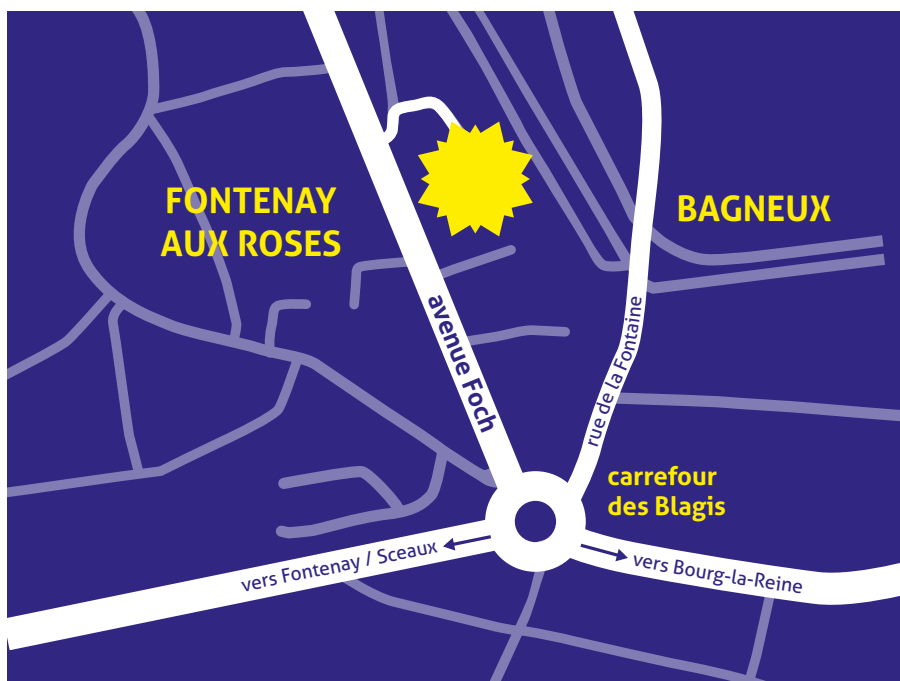 FONTENAY
AUX ROSES
BAGNEUX
avenue Foch
rue de la Fontaine
carrefour
des Blagis
vers Fontenay / Sceaux
vers Bourg-la-Reine